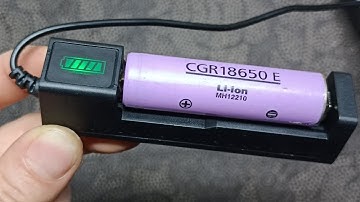 CGR18650 E
Li-ion
MH12210
+
-